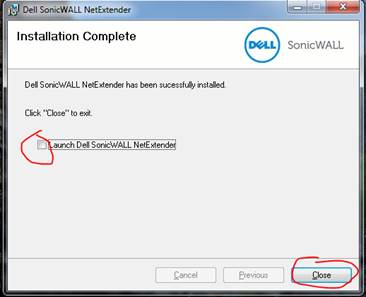 Dell SonicWALL NetExtender
Installation Complete
DELL SonicWALL
Dell SonicWALL NetExtender has been sucessfully installed.
Click "Close" to exit.
Launch Dell SonicWALL NetExtender
Cancel Previous Close